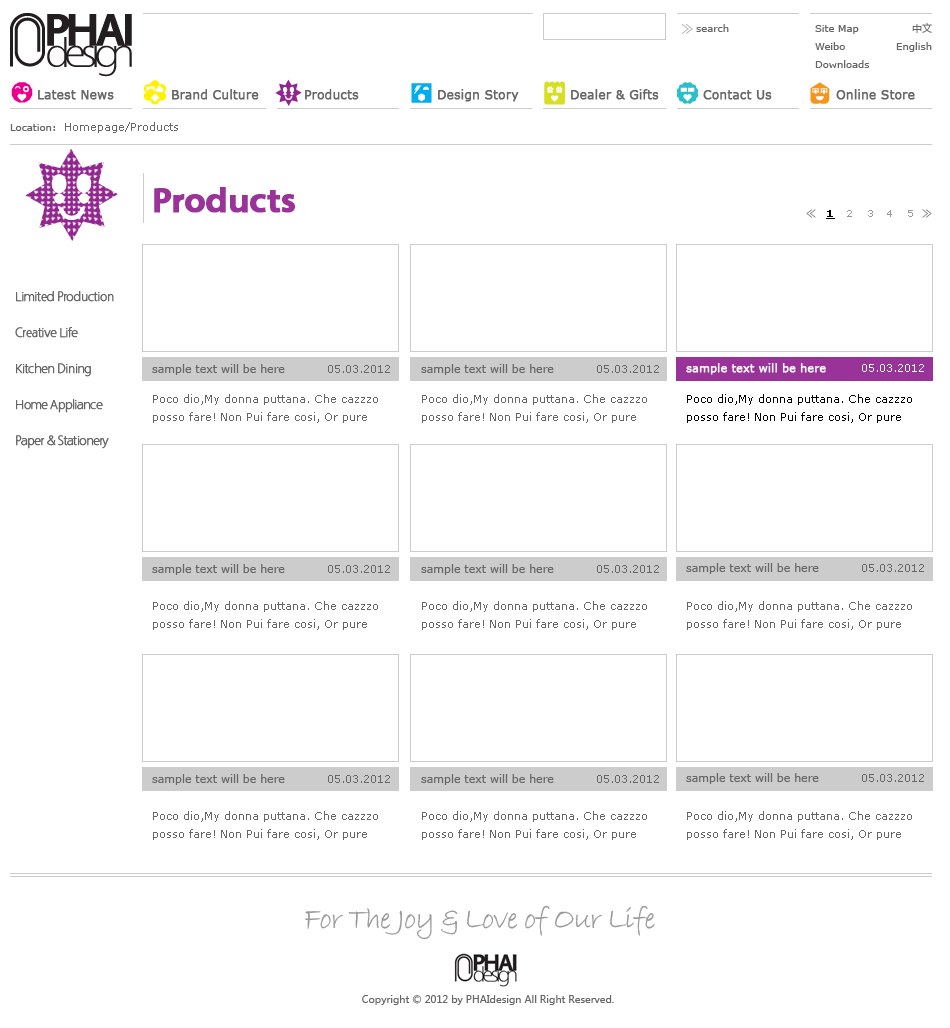 PHAI
design
search
Site Map 中文
Weibo English
Downloads
Latest News Brand Culture Products Design Story Dealer & Gifts Contact Us Online Store
Location: Homepage/Products
Products
1 2 3 4 5
Limited Production
Creative Life
Kitchen Dining
Home Appliance
Paper & Stationery
sample text will be here 05.03.2012
Poco dio,My donna puttana. Che cazzzo
posso fare! Non Pui fare cosi, Or pure
sample text will be here 05.03.2012
Poco dio,My donna puttana. Che cazzzo
posso fare! Non Pui fare cosi, Or pure
sample text will be here 05.03.2012
Poco dio,My donna puttana. Che cazzzo
posso fare! Non Pui fare cosi, Or pure
sample text will be here 05.03.2012
Poco dio,My donna puttana. Che cazzzo
posso fare! Non Pui fare cosi, Or pure
sample text will be here 05.03.2012
Poco dio,My donna puttana. Che cazzzo
posso fare! Non Pui fare cosi, Or pure
sample text will be here 05.03.2012
Poco dio,My donna puttana. Che cazzzo
posso fare! Non Pui fare cosi, Or pure
sample text will be here 05.03.2012
Poco dio,My donna puttana. Che cazzzo
posso fare! Non Pui fare cosi, Or pure
sample text will be here 05.03.2012
Poco dio,My donna puttana. Che cazzzo
posso fare! Non Pui fare cosi, Or pure
sample text will be here 05.03.2012
Poco dio,My donna puttana. Che cazzzo
posso fare! Non Pui fare cosi, Or pure
For The Joy & Love of Our Life
PHAI
design
Copyright © 2012 by PHAIdesign All Right Reserved.